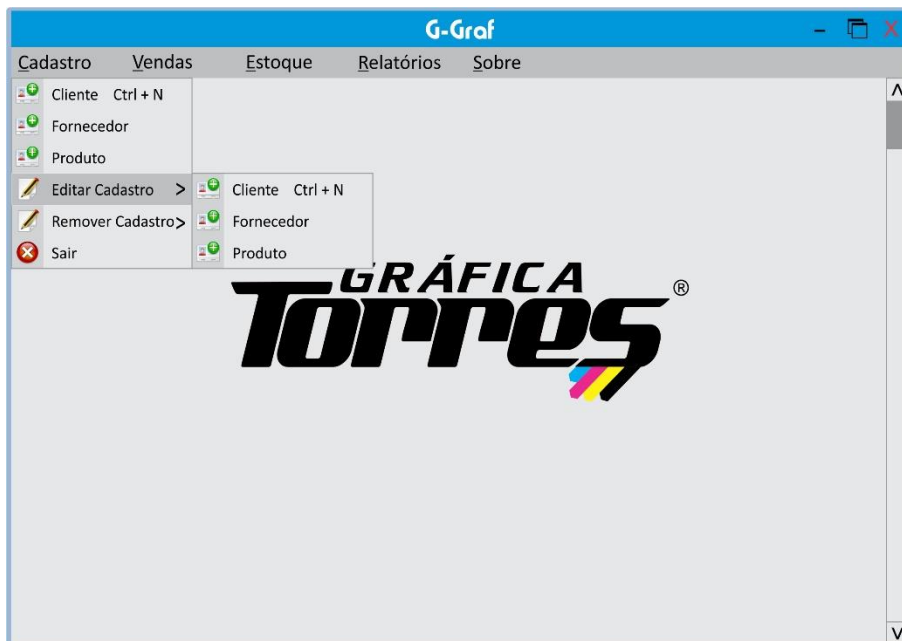 G-Graf
Cadastro Vendas Estoque Relatórios Sobre
Cliente Ctrl + N
Fornecedor
Produto
Editar Cadastro >
Cliente Ctrl + N
Remover Cadastro>
Fornecedor
Sair
Produto
GRÁFICA
Torres ®